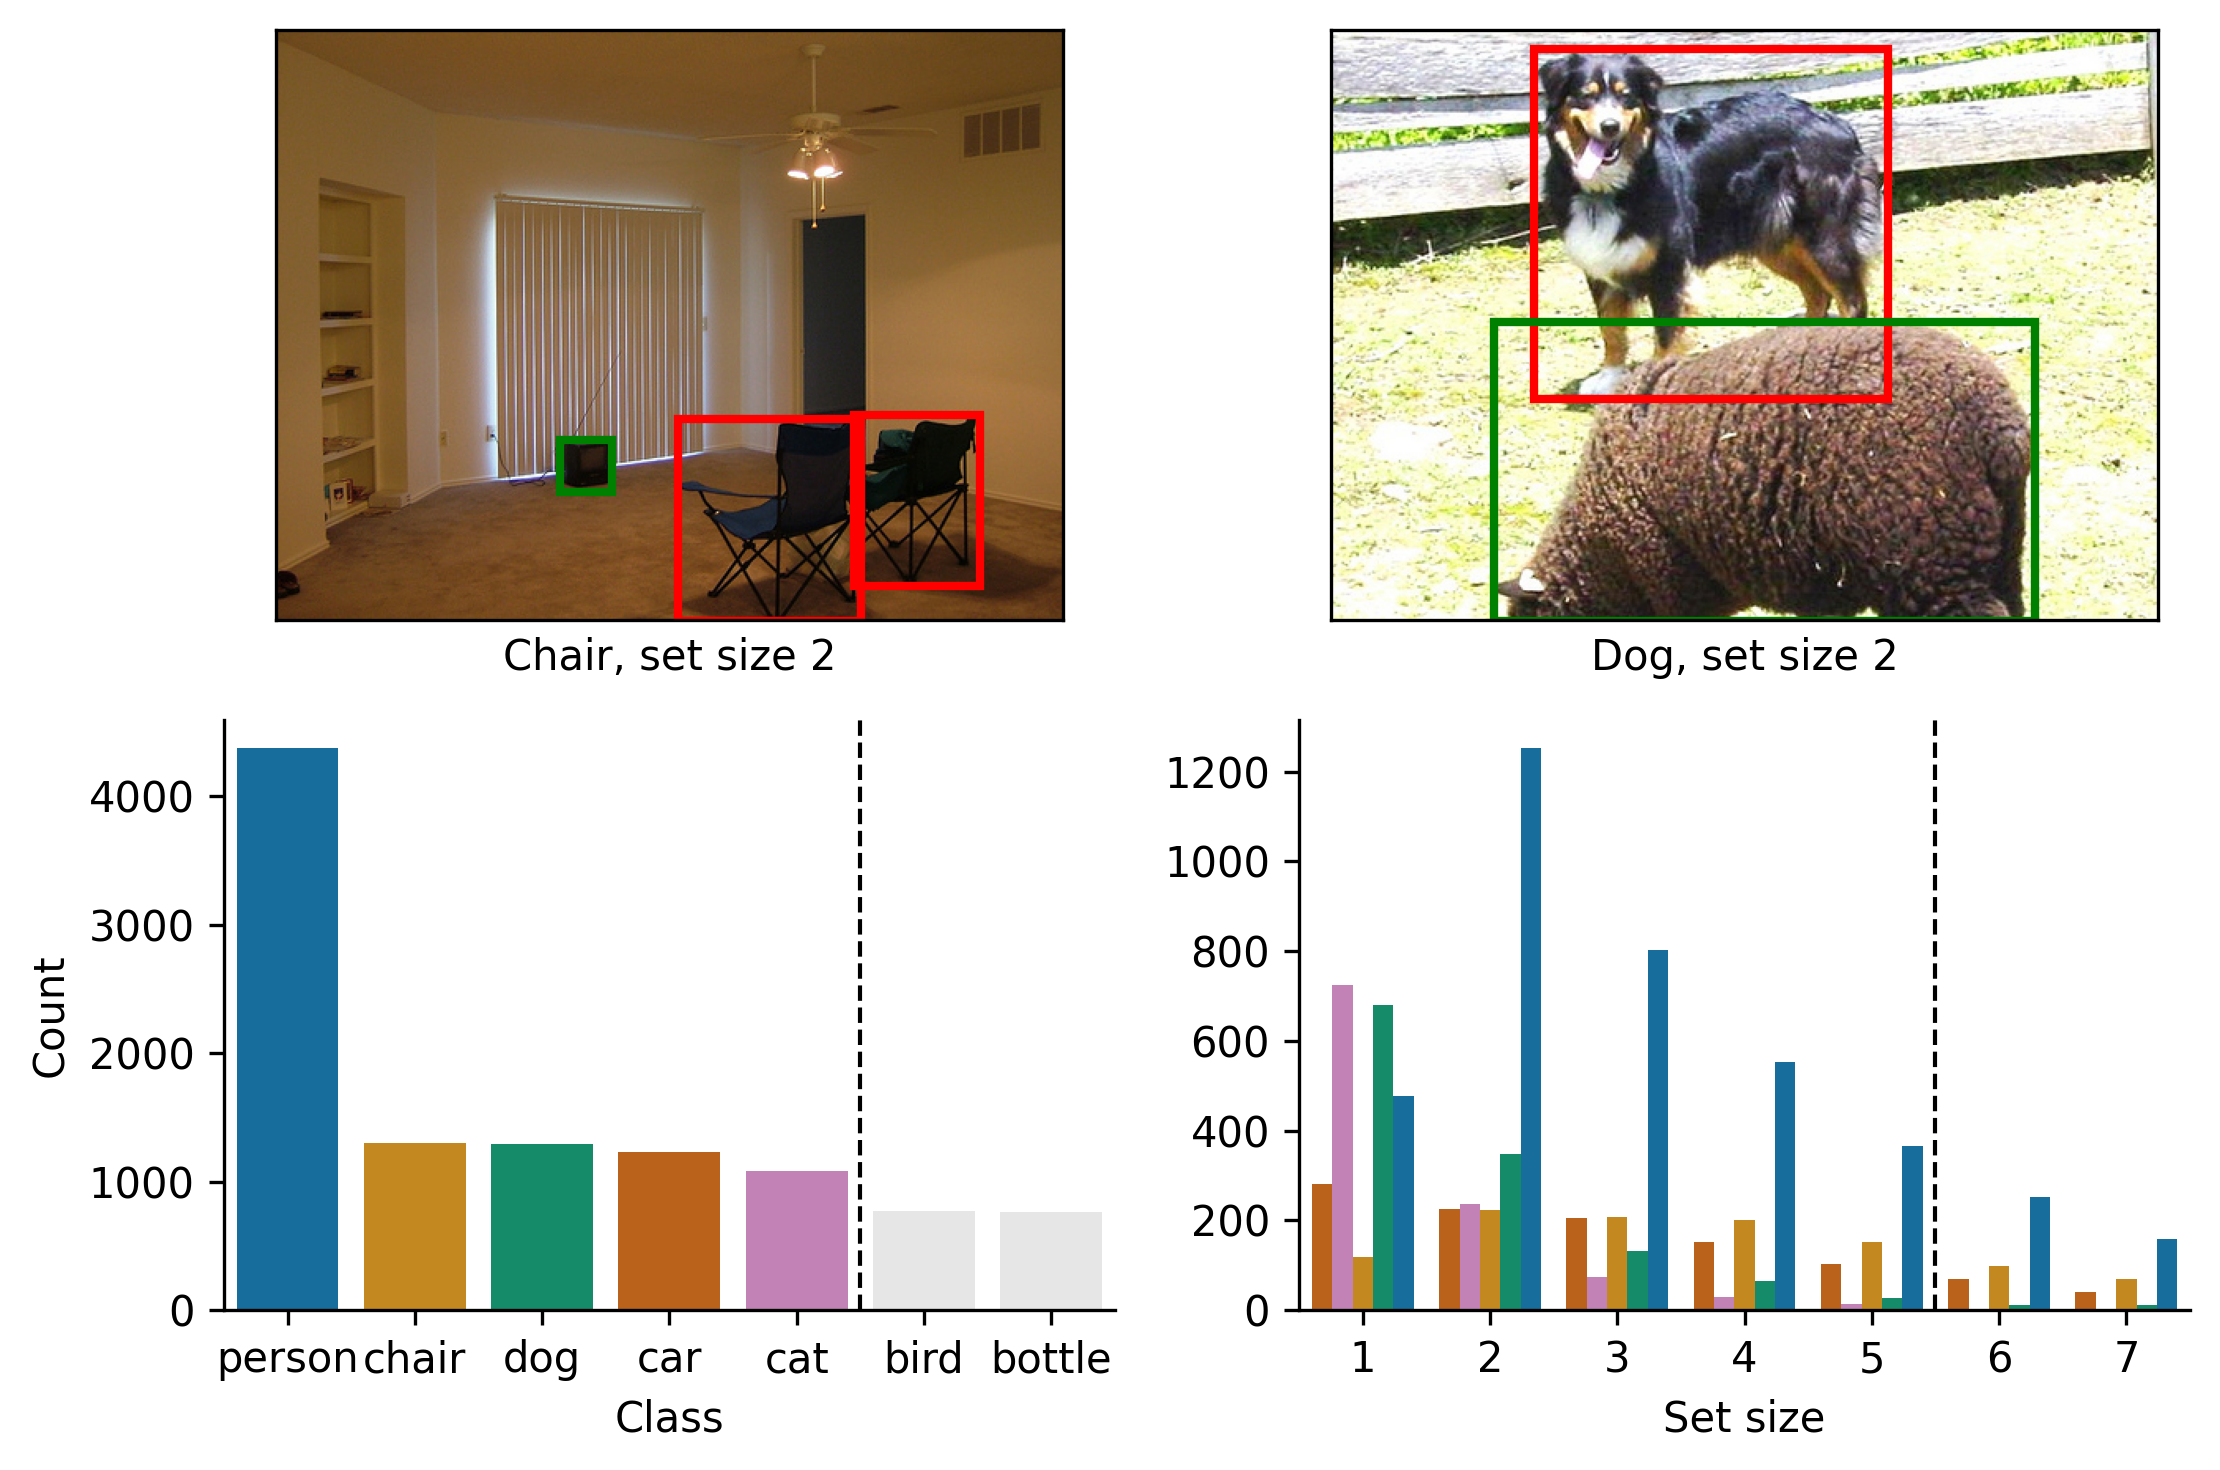 Chair, set size 2
Dog, set size 2
Count
4000
3000
2000
1000
0
person chair dog car cat bird bottle
Class
1200
1000
800
600
400
200
0
1 2 3 4 5 6 7
Set size